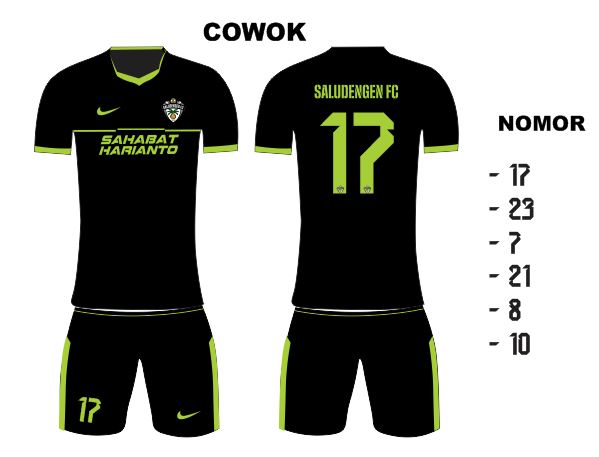 COWOK
SALUDENGEN FC
SAHABAT
HARIANTO
17
17
NOMOR
- 17
- 23
- 7
- 21
- 8
- 10